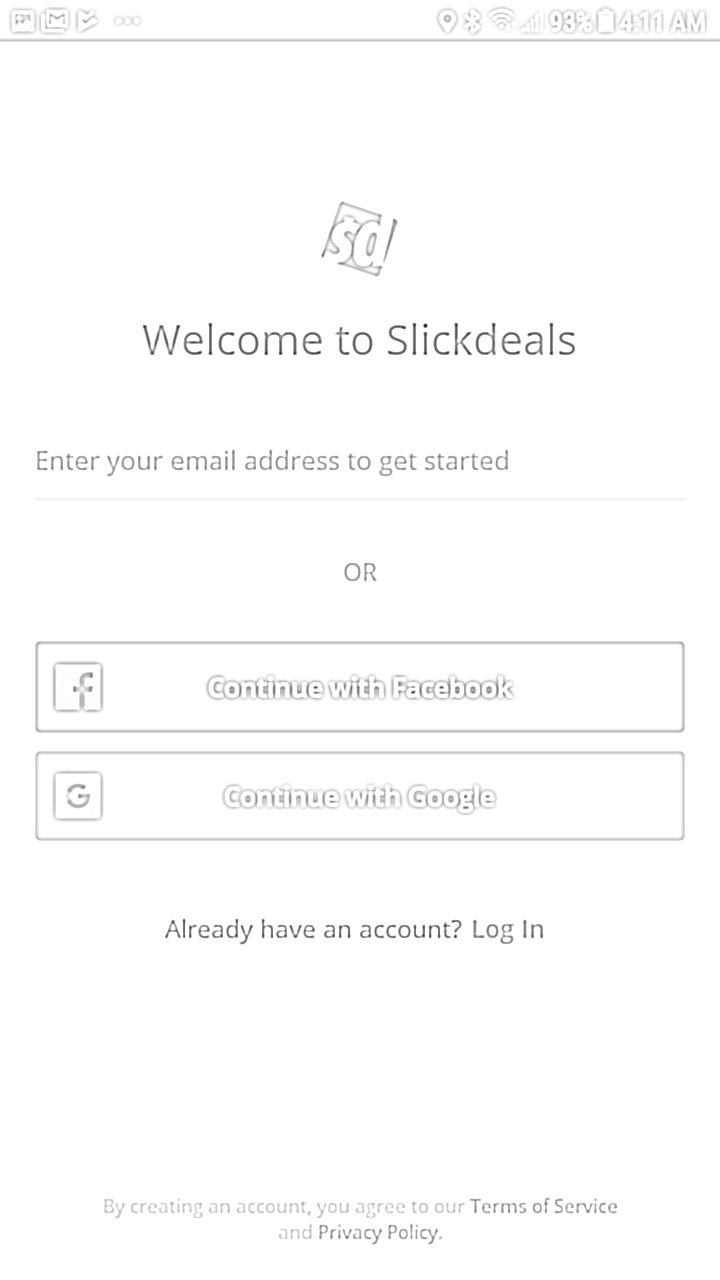 93% 4:11 AM
sd
Welcome to Slickdeals
Enter your email address to get started
OR
f Continue with Facebook
G Continue with Google
Already have an account? Log In
By creating an account, you agree to our Terms of Service
and Privacy Policy.